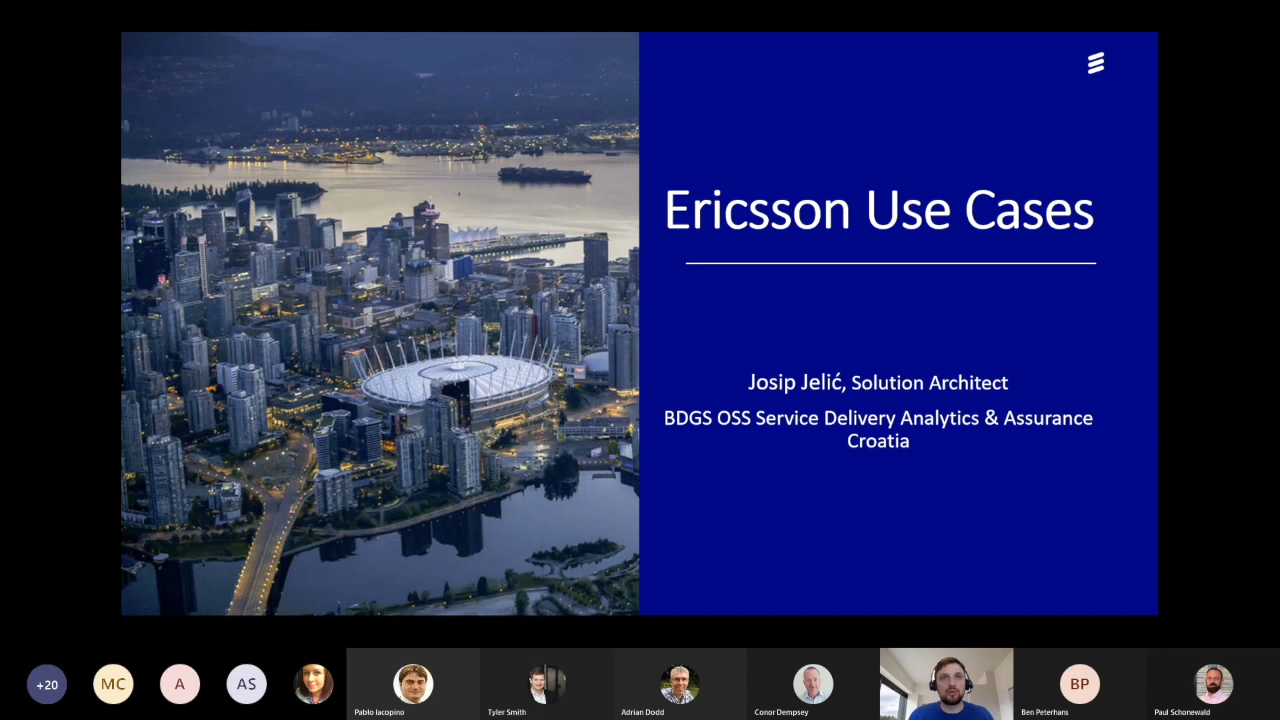 Ericsson Use Cases
Josip Jelić, Solution Architect
BDGS OSS Service Delivery Analytics & Assurance
Croatia
+20
MC
A
AS
Pablo Iacopino
Tyler Smith
Adrian Dodd
Conor Dempsey
BP
Ben Peterhans
Paul Schonewald